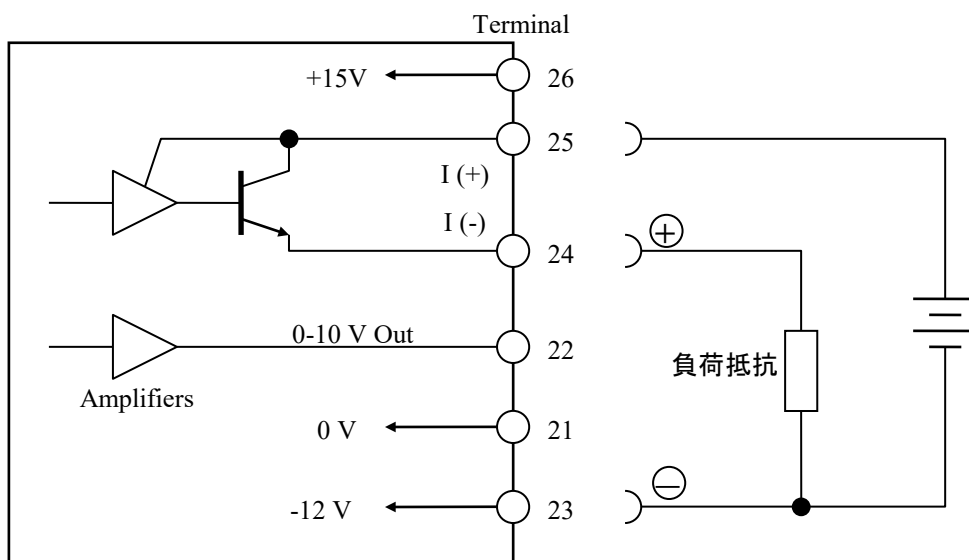 Terminal
+15V
26
25
I (+)
I (-)
24
0-10 V Out
22
Amplifiers
負荷抵抗
0 V
21
-12 V
23
+
−